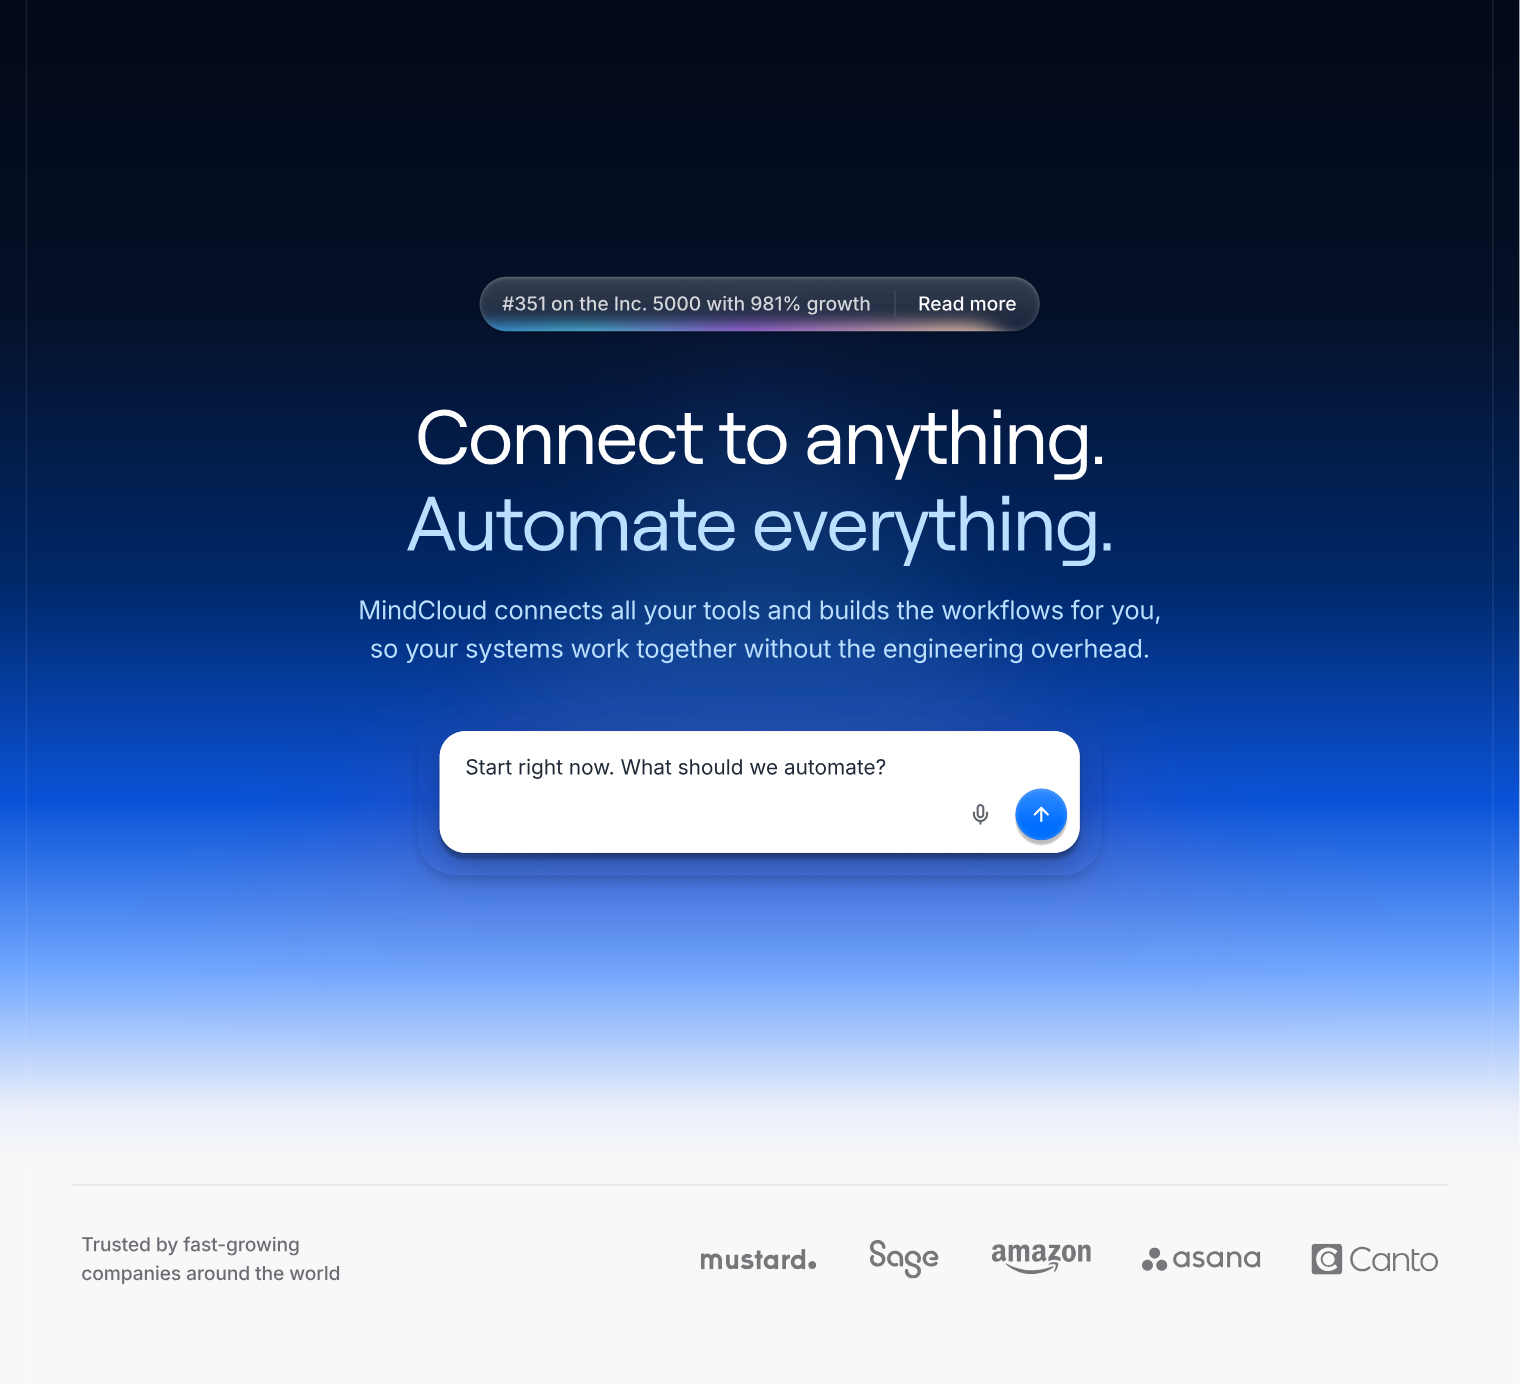 #351 on the Inc. 5000 with 981% growth
Read more
Connect to anything.
Automate everything.
MindCloud connects all your tools and builds the workflows for you,
so your systems work together without the engineering overhead.
Start right now. What should we automate?
Trusted by fast-growing
companies around the world
mustard.
Sage
amazon
asana
Canto